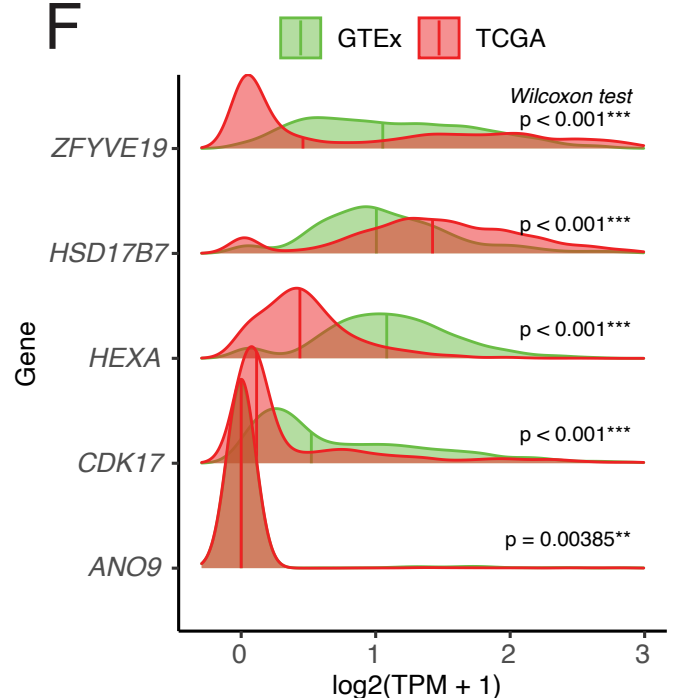 F
GTEx TCGA
Wilcoxon test
ZFYVE19 p < 0.001***
HSD17B7 p < 0.001***
HEXA p < 0.001***
CDK17 p < 0.001***
ANO9 p = 0.00385**
Gene
0 1 2 3
log2(TPM + 1)